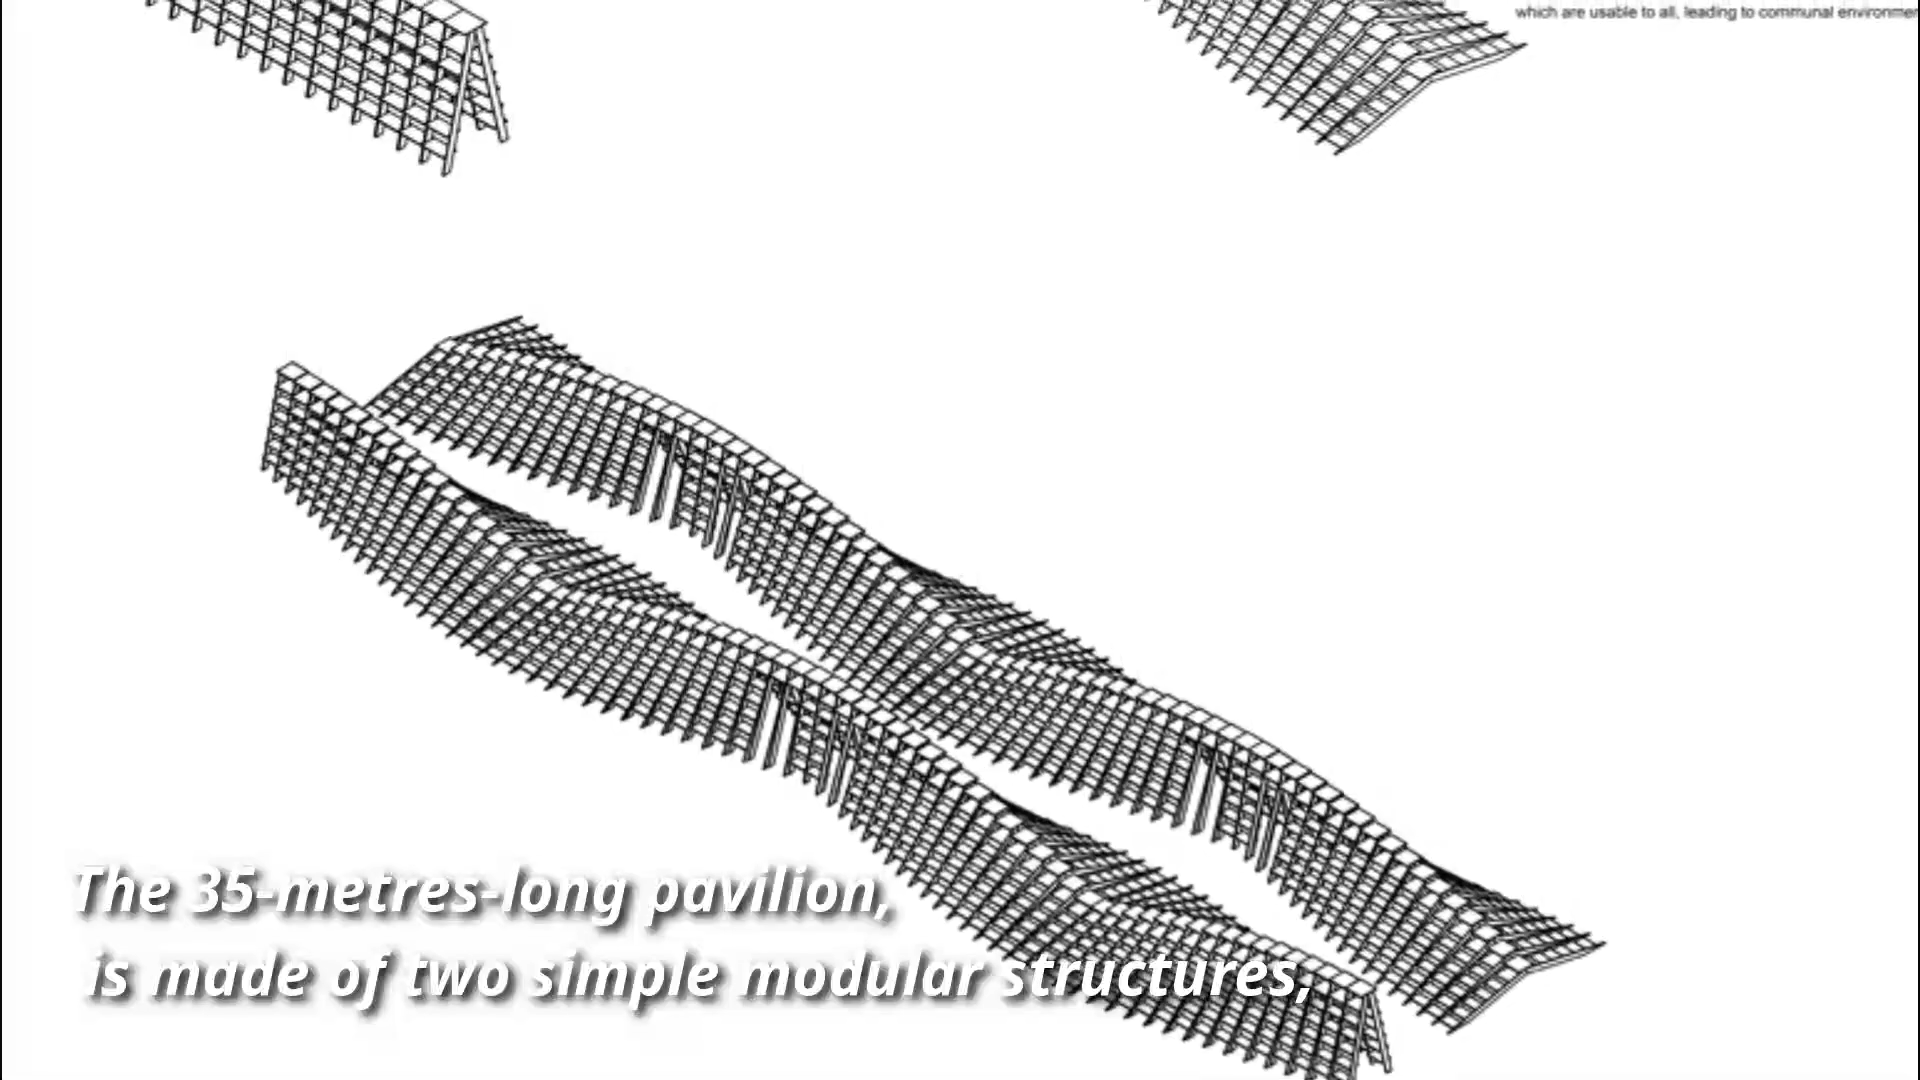 which are usable to all, leading to communal environmen
The 35-metres-long pavilion,
is made of two simple modular structures,